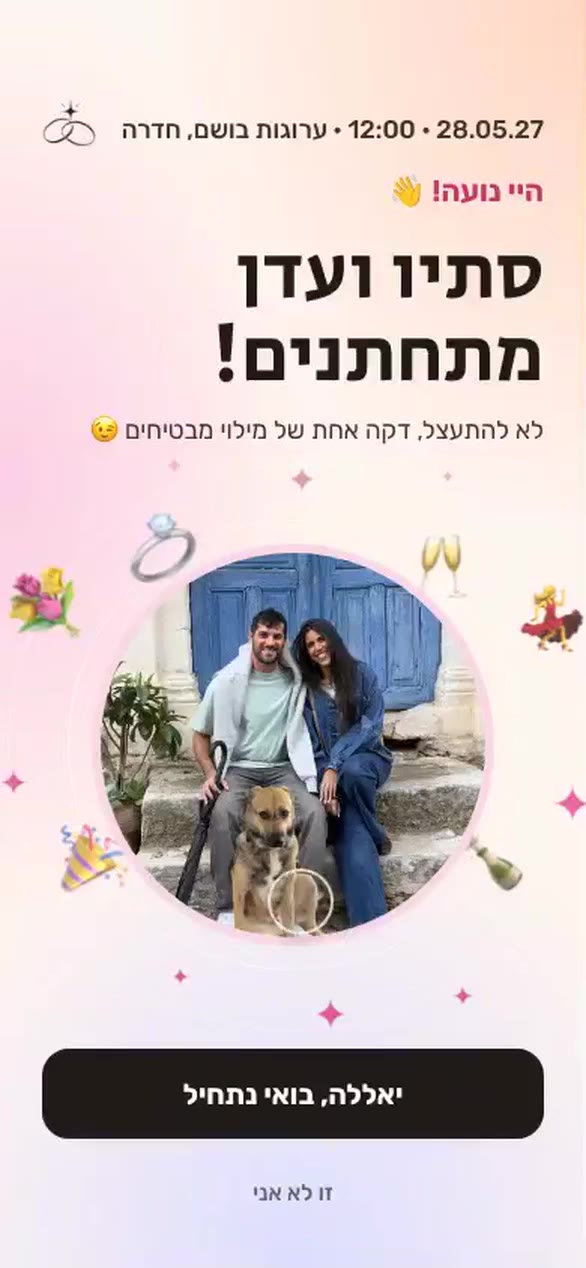 28.05.27 • 12:00 • ערוגות בושם, חדרה
היי נועה! 👋
סתיו ועדן
מתחתנים!
לא להתעצל, דקה אחת של מילוי מבטיחים 😉
יאללה, בואי נתחיל
זו לא אני